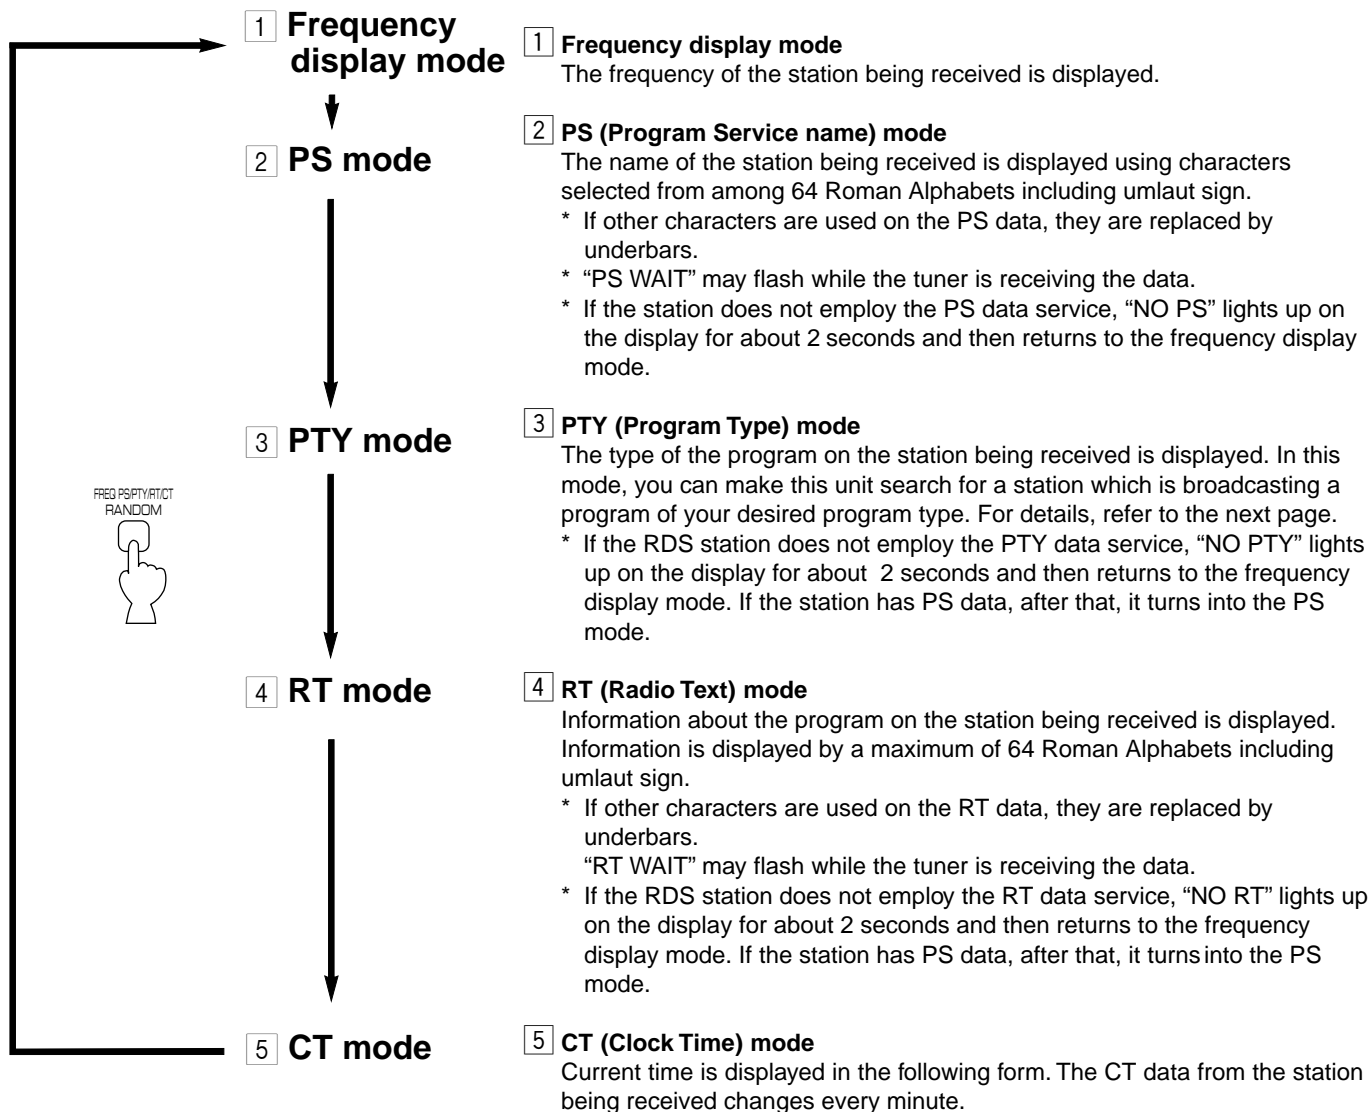 1 Frequency
display mode
2 PS mode
3 PTY mode
FREQ PS/PTY/RT/CT
RANDOM
4 RT mode
5 CT mode
1 Frequency display mode
The frequency of the station being received is displayed.
2 PS (Program Service name) mode
The name of the station being received is displayed using characters
selected from among 64 Roman Alphabets including umlaut sign.
* If other characters are used on the PS data, they are replaced by
underbars.
* “PS WAIT” may flash while the tuner is receiving the data.
* If the station does not employ the PS data service, “NO PS” lights up on
the display for about 2 seconds and then returns to the frequency display
mode.
3 PTY (Program Type) mode
The type of the program on the station being received is displayed. In this
mode, you can make this unit search for a station which is broadcasting a
program of your desired program type. For details, refer to the next page.
* If the RDS station does not employ the PTY data service, “NO PTY” lights
up on the display for about 2 seconds and then returns to the frequency
display mode. If the station has PS data, after that, it turns into the PS
mode.
4 RT (Radio Text) mode
Information about the program on the station being received is displayed.
Information is displayed by a maximum of 64 Roman Alphabets including
umlaut sign.
* If other characters are used on the RT data, they are replaced by
underbars.
“RT WAIT” may flash while the tuner is receiving the data.
* If the RDS station does not employ the RT data service, “NO RT” lights up
on the display for about 2 seconds and then returns to the frequency
display mode. If the station has PS data, after that, it turns into the PS
mode.
5 CT (Clock Time) mode
Current time is displayed in the following form. The CT data from the station
being received changes every minute.